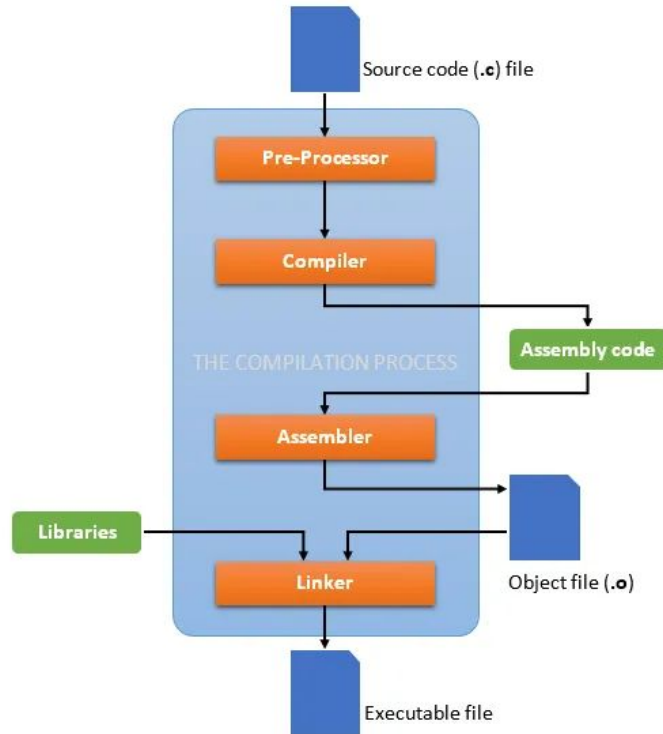 Source code (.c) file
Pre-Processor
Compiler
Assembly code
THE COMPILATION PROCESS
Assembler
Libraries
Linker
Object file (.o)
Executable file